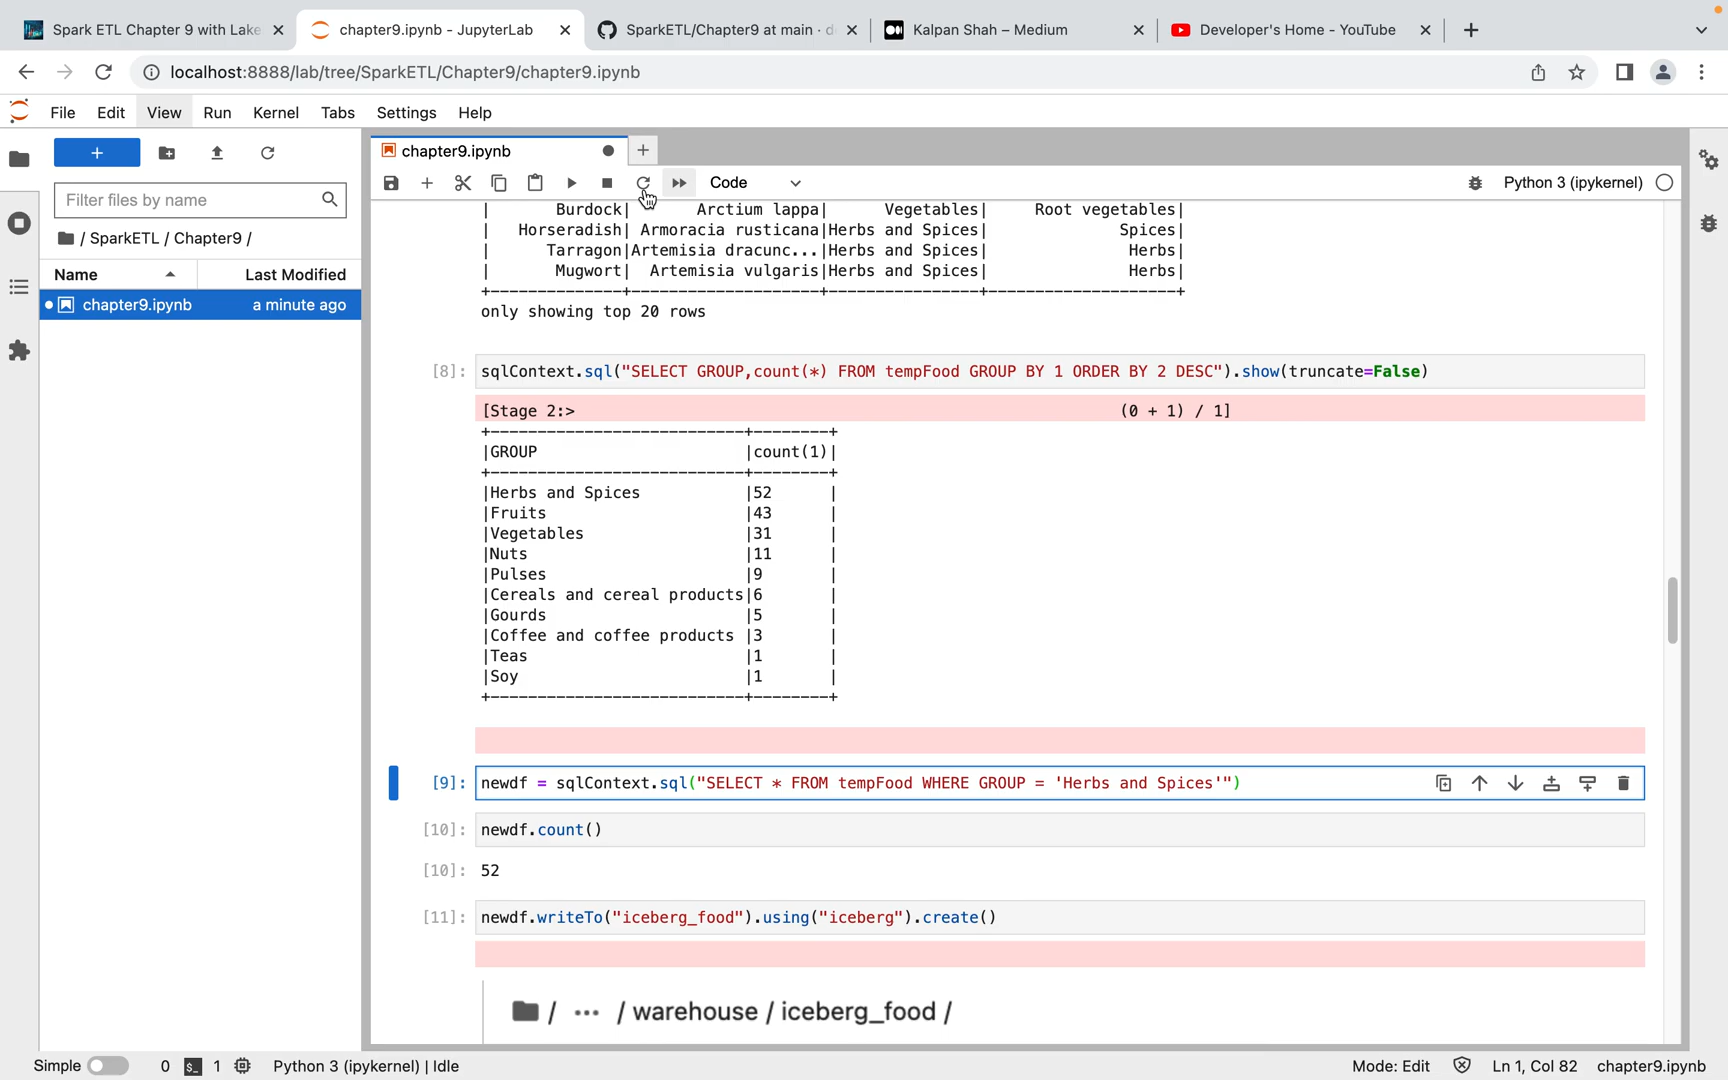 Spark ETL Chapter 9 with Lake
chapter9.ipynb - JupyterLab
SparkETL/Chapter9 at main · d
Kalpan Shah – Medium
Developer's Home - YouTube
localhost:8888/lab/tree/SparkETL/Chapter9/chapter9.ipynb
File Edit View Run Kernel Tabs Settings Help
+
Filter files by name
/ SparkETL / Chapter9 /
Name Last Modified
chapter9.ipynb a minute ago
chapter9.ipynb
Code
Python 3 (ipykernel)
| Burdock| Arctium lappa| Vegetables| Root vegetables|
| Horseradish| Armoracia rusticana|Herbs and Spices| Spices|
| Tarragon|Artemisia dracunc...|Herbs and Spices| Herbs|
| Mugwort| Artemisia vulgaris|Herbs and Spices| Herbs|
+---------------+--------------------+----------------+--------------------+
only showing top 20 rows
[8]: sqlContext.sql("SELECT GROUP,count(*) FROM tempFood GROUP BY 1 ORDER BY 2 DESC").show(truncate=False)
[Stage 2:> (0 + 1) / 1]
+---------------------------+--------+
|GROUP |count(1)|
+---------------------------+--------+
|Herbs and Spices |52 |
|Fruits |43 |
|Vegetables |31 |
|Nuts |11 |
|Pulses |9 |
|Cereals and cereal products|6 |
|Gourds |5 |
|Coffee and coffee products |3 |
|Teas |1 |
|Soy |1 |
+---------------------------+--------+
[9]: newdf = sqlContext.sql("SELECT * FROM tempFood WHERE GROUP = 'Herbs and Spices'")
[10]: newdf.count()
[10]: 52
[11]: newdf.writeTo("iceberg_food").using("iceberg").create()
/ ··· / warehouse / iceberg_food /
Simple 0 $_ 1 Python 3 (ipykernel) | Idle Mode: Edit Ln 1, Col 82 chapter9.ipynb